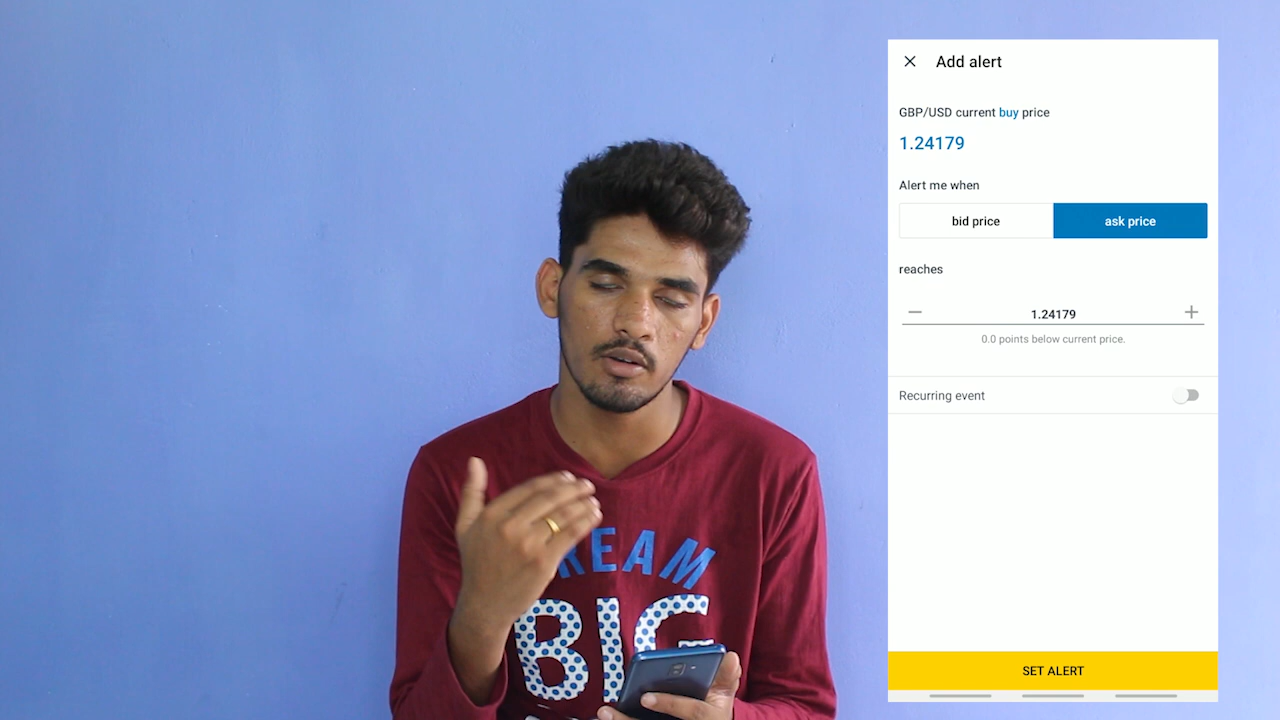 Add alert
GBP/USD current buy price
1.24179
Alert me when
bid price ask price
reaches
1.24179
0.0 points below current price.
Recurring event
SET ALERT
REAM
BIG